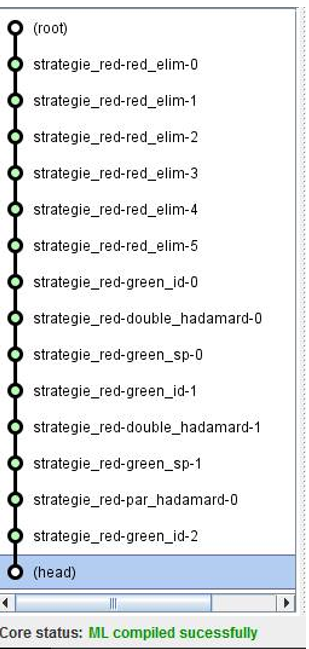 (root)
strategie_red-red_elim-0
strategie_red-red_elim-1
strategie_red-red_elim-2
strategie_red-red_elim-3
strategie_red-red_elim-4
strategie_red-red_elim-5
strategie_red-green_id-0
strategie_red-double_hadamard-0
strategie_red-green_sp-0
strategie_red-green_id-1
strategie_red-double_hadamard-1
strategie_red-green_sp-1
strategie_red-par_hadamard-0
strategie_red-green_id-2
(head)
Core status: ML compiled sucessfully